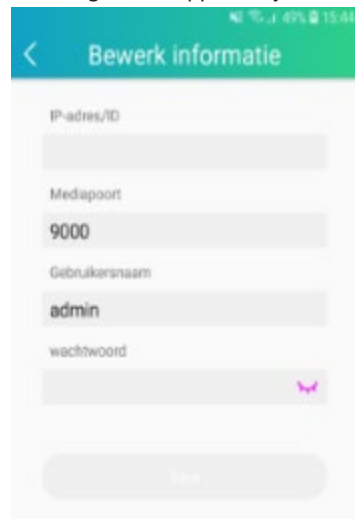 49% 15:44
Bewerk informatie
IP-adres/ID
Mediapoort
9000
Gebruikersnaam
admin
wachtwoord